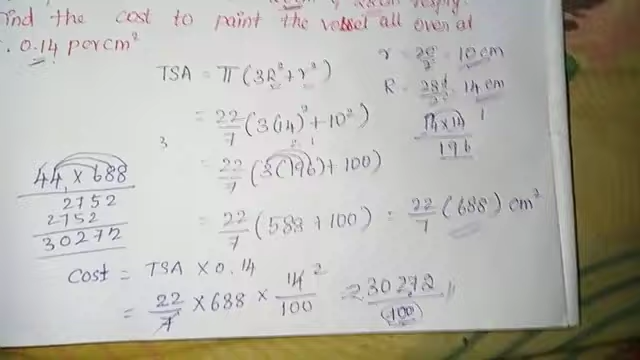 find the cost to paint the vessel all over at
. 0.14 per cm²
TSA = π(3R²+r²)
r = 20/2 = 10cm
R = 28/2 = 14 cm
= 22/7 (3(14)²+10²)
14×14
196
3
= 22/7 (3(196)+100)
= 22/7 (588+100) = 22/7 (688) cm²
44 × 688
2752
2752
30272
Cost = TSA × 0.14
= 22/7 × 688 × 14/100 2 = 30272/100